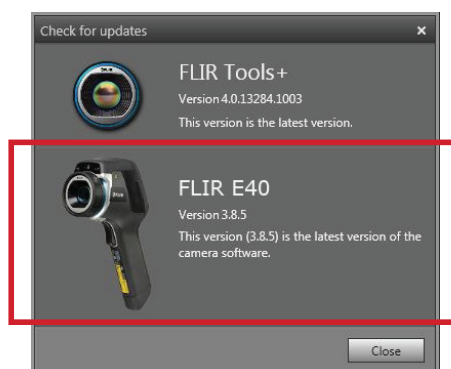 Check for updates
FLIR Tools+
Version 4.0.13284.1003
This version is the latest version.
FLIR E40
Version 3.8.5
This version (3.8.5) is the latest version of the
camera software.
Close